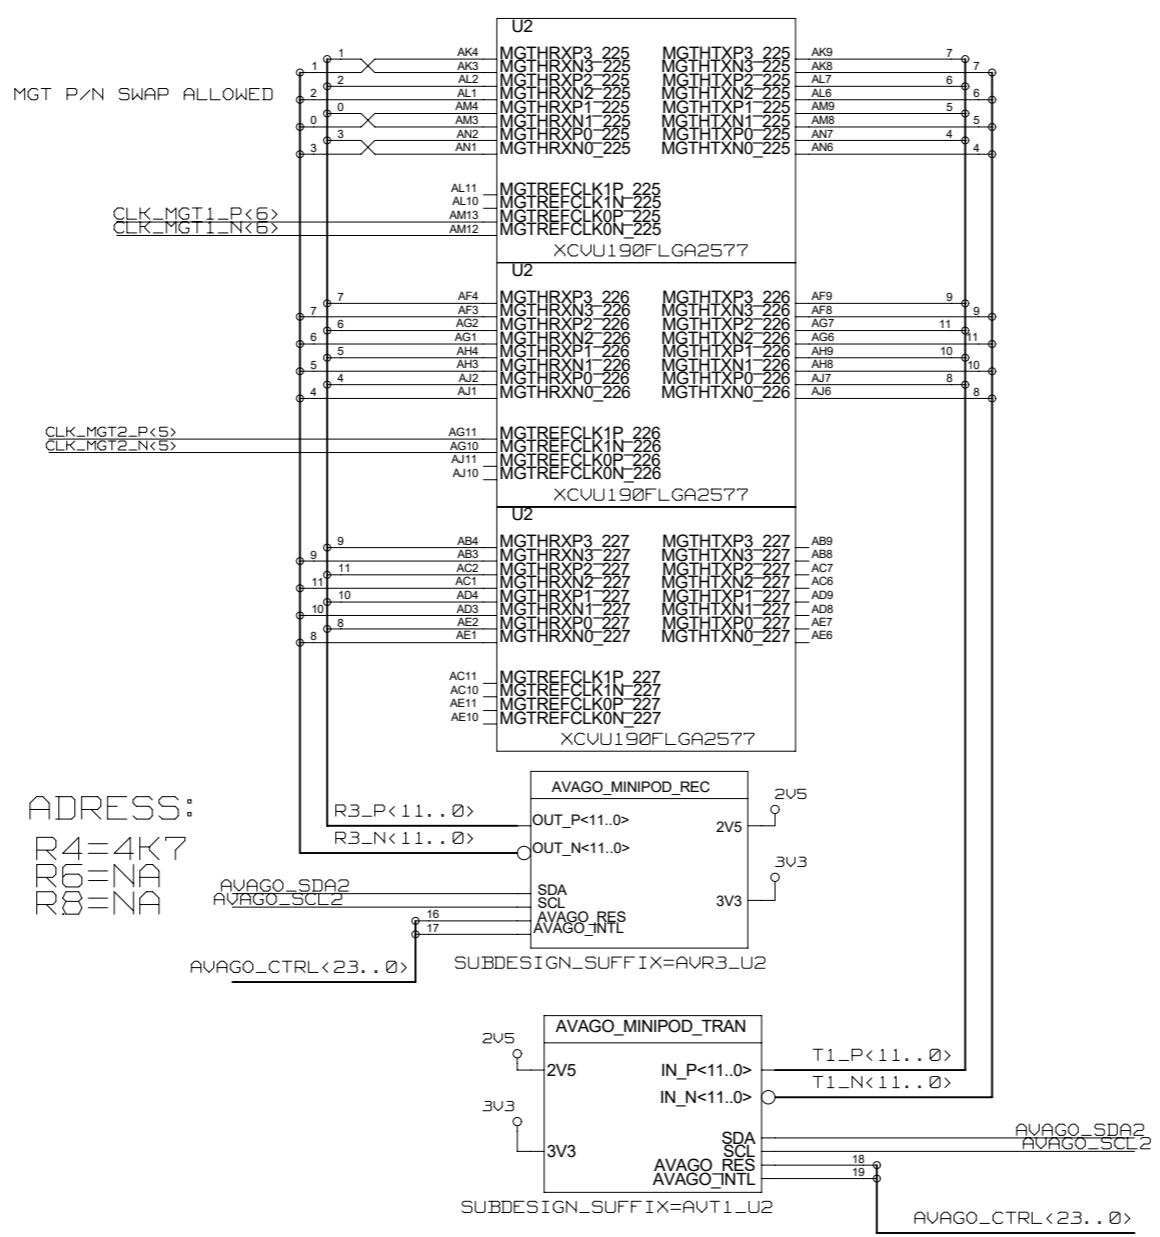 U2
1 AK4 MGTHRXP3_225 MGTHTXP3_225 AK9 7
1 AK3 MGTHRXN3_225 MGTHTXN3_225 AK8 7
2 AL2 MGTHRXP2_225 MGTHTXP2_225 AL7 6
MGT P/N SWAP ALLOWED
2 AL1 MGTHRXN2_225 MGTHTXN2_225 AL6 6
0 AM4 MGTHRXP1_225 MGTHTXP1_225 AM9 5
0 AM3 MGTHRXN1_225 MGTHTXN1_225 AM8 5
3 AN2 MGTHRXP0_225 MGTHTXP0_225 AN7 4
3 AN1 MGTHRXN0_225 MGTHTXN0_225 AN6 4
AL11 MGTREFCLK1P_225
AL10 MGTREFCLK1N_225
CLK_MGT1_P<6> AM13 MGTREFCLK0P_225
CLK_MGT1_N<6> AM12 MGTREFCLK0N_225
XCVU190FLGA2577
U2
7 AF4 MGTHRXP3_226 MGTHTXP3_226 AF9 9
7 AF3 MGTHRXN3_226 MGTHTXN3_226 AF8 9
6 AG2 MGTHRXP2_226 MGTHTXP2_226 AG7 11
6 AG1 MGTHRXN2_226 MGTHTXN2_226 AG6 11
5 AH4 MGTHRXP1_226 MGTHTXP1_226 AH9 10
5 AH3 MGTHRXN1_226 MGTHTXN1_226 AH8 10
4 AJ2 MGTHRXP0_226 MGTHTXP0_226 AJ7 8
4 AJ1 MGTHRXN0_226 MGTHTXN0_226 AJ6 8
CLK_MGT2_P<5> AG11 MGTREFCLK1P_226
CLK_MGT2_N<5> AG10 MGTREFCLK1N_226
AJ11 MGTREFCLK0P_226
AJ10 MGTREFCLK0N_226
XCVU190FLGA2577
U2
9 AB4 MGTHRXP3_227 MGTHTXP3_227 AB9
9 AB3 MGTHRXN3_227 MGTHTXN3_227 AB8
11 AC2 MGTHRXP2_227 MGTHTXP2_227 AC7
11 AC1 MGTHRXN2_227 MGTHTXN2_227 AC6
10 AD4 MGTHRXP1_227 MGTHTXP1_227 AD9
10 AD3 MGTHRXN1_227 MGTHTXN1_227 AD8
8 AE2 MGTHRXP0_227 MGTHTXP0_227 AE7
8 AE1 MGTHRXN0_227 MGTHTXN0_227 AE6
AC11 MGTREFCLK1P_227
AC10 MGTREFCLK1N_227
AE11 MGTREFCLK0P_227
AE10 MGTREFCLK0N_227
XCVU190FLGA2577
AVAGO_MINIPOD_REC
2V5
ADRESS:
R3_P<11..0> OUT_P<11..0> 2V5
R3_N<11..0> OUT_N<11..0>
R4=4K7
3V3
R6=NA
AVAGO_SDA2 SDA
AVAGO_SCL2 SCL 3V3
R8=NA
16 AVAGO_RES
17 AVAGO_INTL
AVAGO_CTRL<23..0>
SUBDESIGN_SUFFIX=AVR3_U2
AVAGO_MINIPOD_TRAN
2V5
T1_P<11..0>
2V5 IN_P<11..0>
T1_N<11..0>
3V3 IN_N<11..0>
SDA AVAGO_SDA2
3V3 SCL AVAGO_SCL2
AVAGO_RES 18
AVAGO_INTL 19
SUBDESIGN_SUFFIX=AVT1_U2
AVAGO_CTRL<23..0>